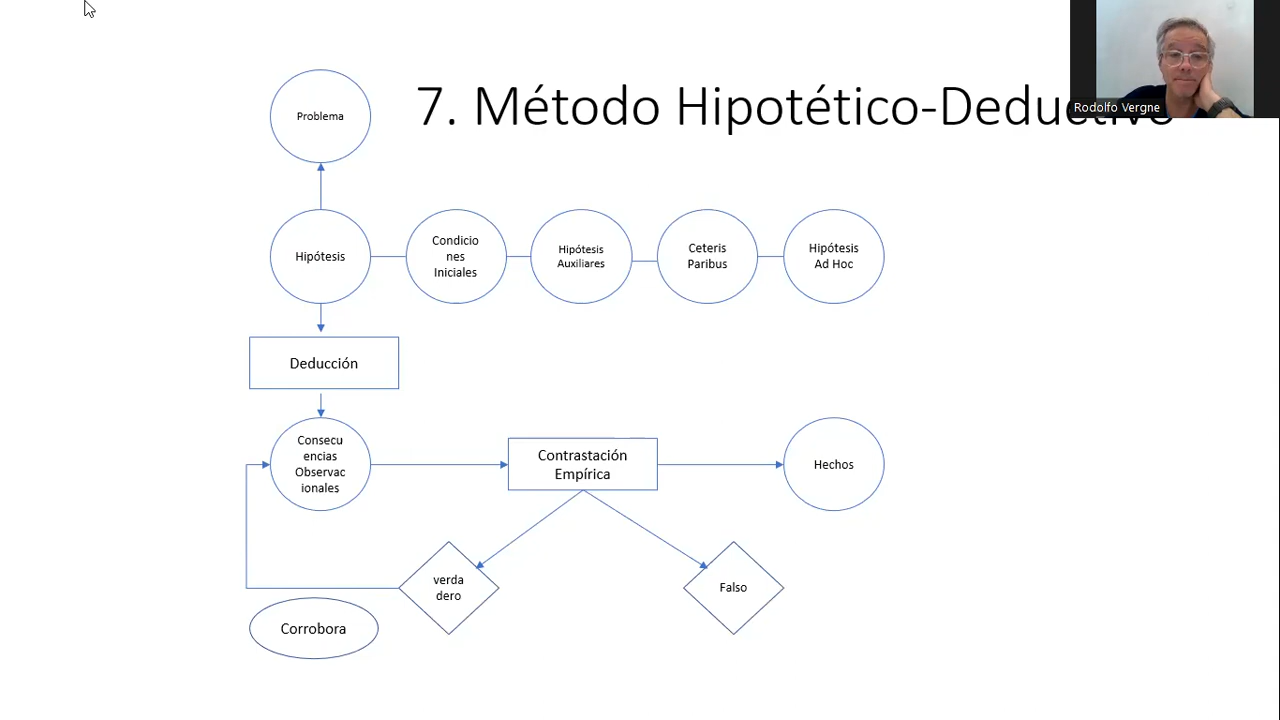 7. Método Hipotético-Deductivo
Rodolfo Vergne
Problema
Hipótesis
Condicio
nes
Iniciales
Hipótesis
Auxiliares
Ceteris
Paribus
Hipótesis
Ad Hoc
Deducción
Consecu
encias
Observac
ionales
Contrastación
Empírica
Hechos
verda
dero
Falso
Corrobora